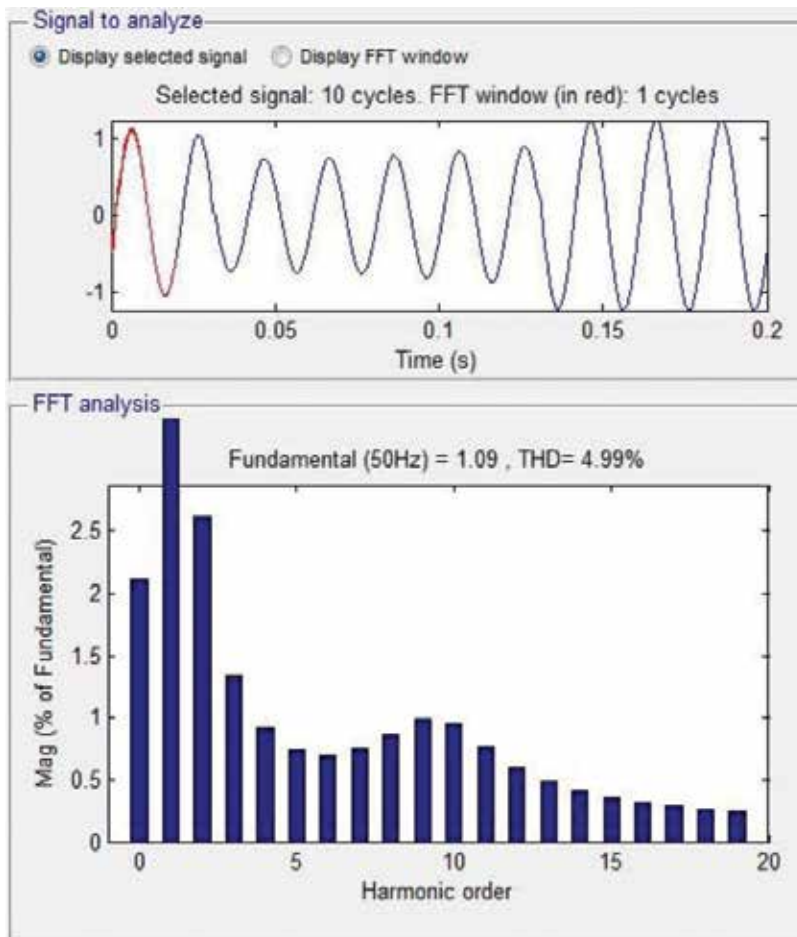 Signal to analyze
Display selected signal Display FFT window
Selected signal: 10 cycles. FFT window (in red): 1 cycles
1
0
-1
0 0.05 0.1 0.15 0.2
Time (s)
FFT analysis
Fundamental (50Hz) = 1.09 , THD= 4.99%
Mag (% of Fundamental)
2.5
2
1.5
1
0.5
0
0 5 10 15 20
Harmonic order